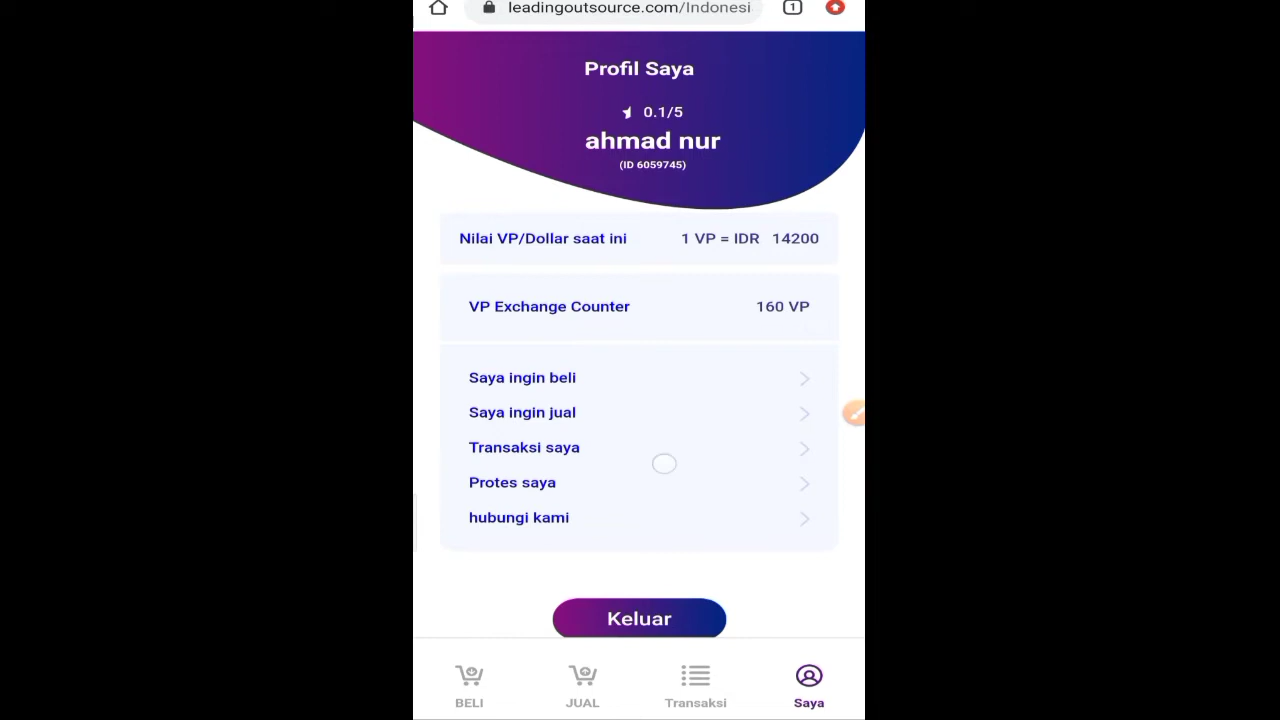 leadingoutsource.com/Indonesi
1
Profil Saya
0.1/5
ahmad nur
(ID 6059745)
Nilai VP/Dollar saat ini 1 VP = IDR 14200
VP Exchange Counter 160 VP
Saya ingin beli
Saya ingin jual
Transaksi saya
Protes saya
hubungi kami
Keluar
BELI JUAL Transaksi Saya